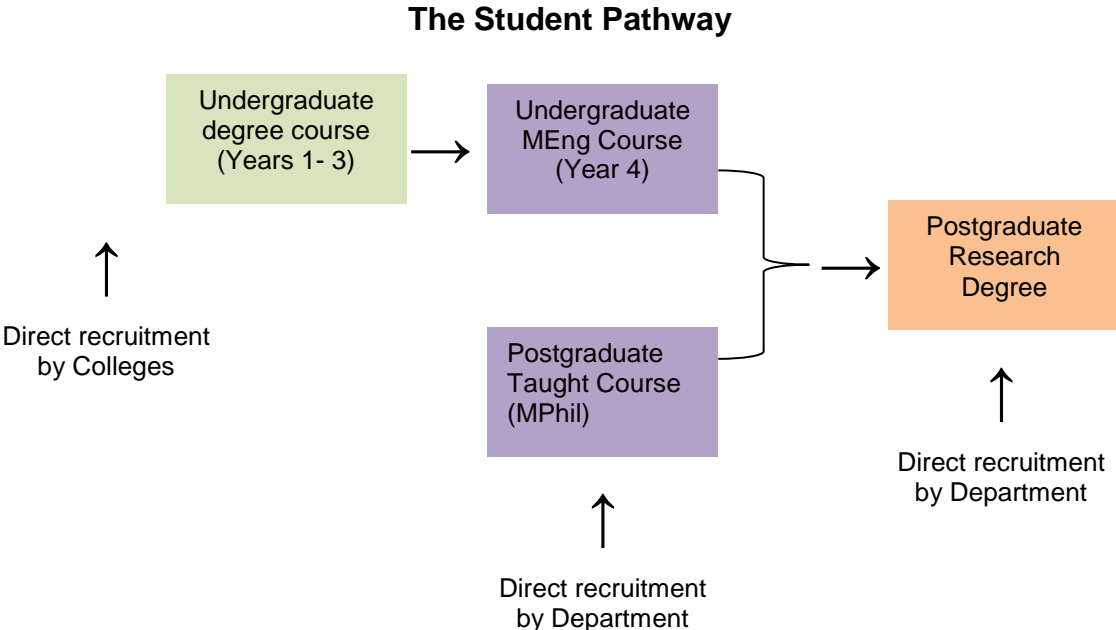 The Student Pathway
Undergraduate
degree course
(Years 1- 3)
Undergraduate
MEng Course
(Year 4)
Postgraduate
Research
Degree
Direct recruitment
by Colleges
Postgraduate
Taught Course
(MPhil)
Direct recruitment
by Department
Direct recruitment
by Department